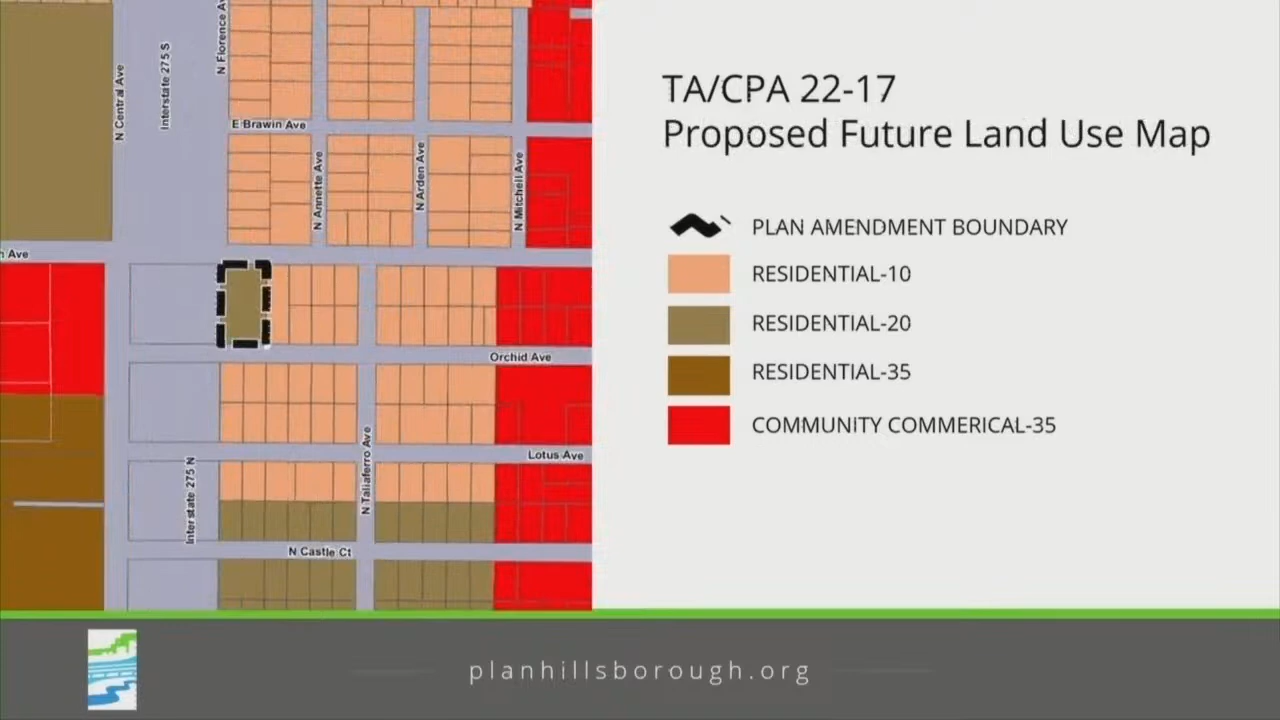 TA/CPA 22-17
Proposed Future Land Use Map
PLAN AMENDMENT BOUNDARY
RESIDENTIAL-10
RESIDENTIAL-20
RESIDENTIAL-35
COMMUNITY COMMERICAL-35
N Central Ave
Interstate 275 S
N Florence Av
E Brawin Ave
N Annette Ave
N Arden Ave
N Mitchell Ave
Ave
Orchid Ave
N Taliaferro Ave
Lotus Ave
Interstate 275 N
N Castle Ct
planhillsborough.org